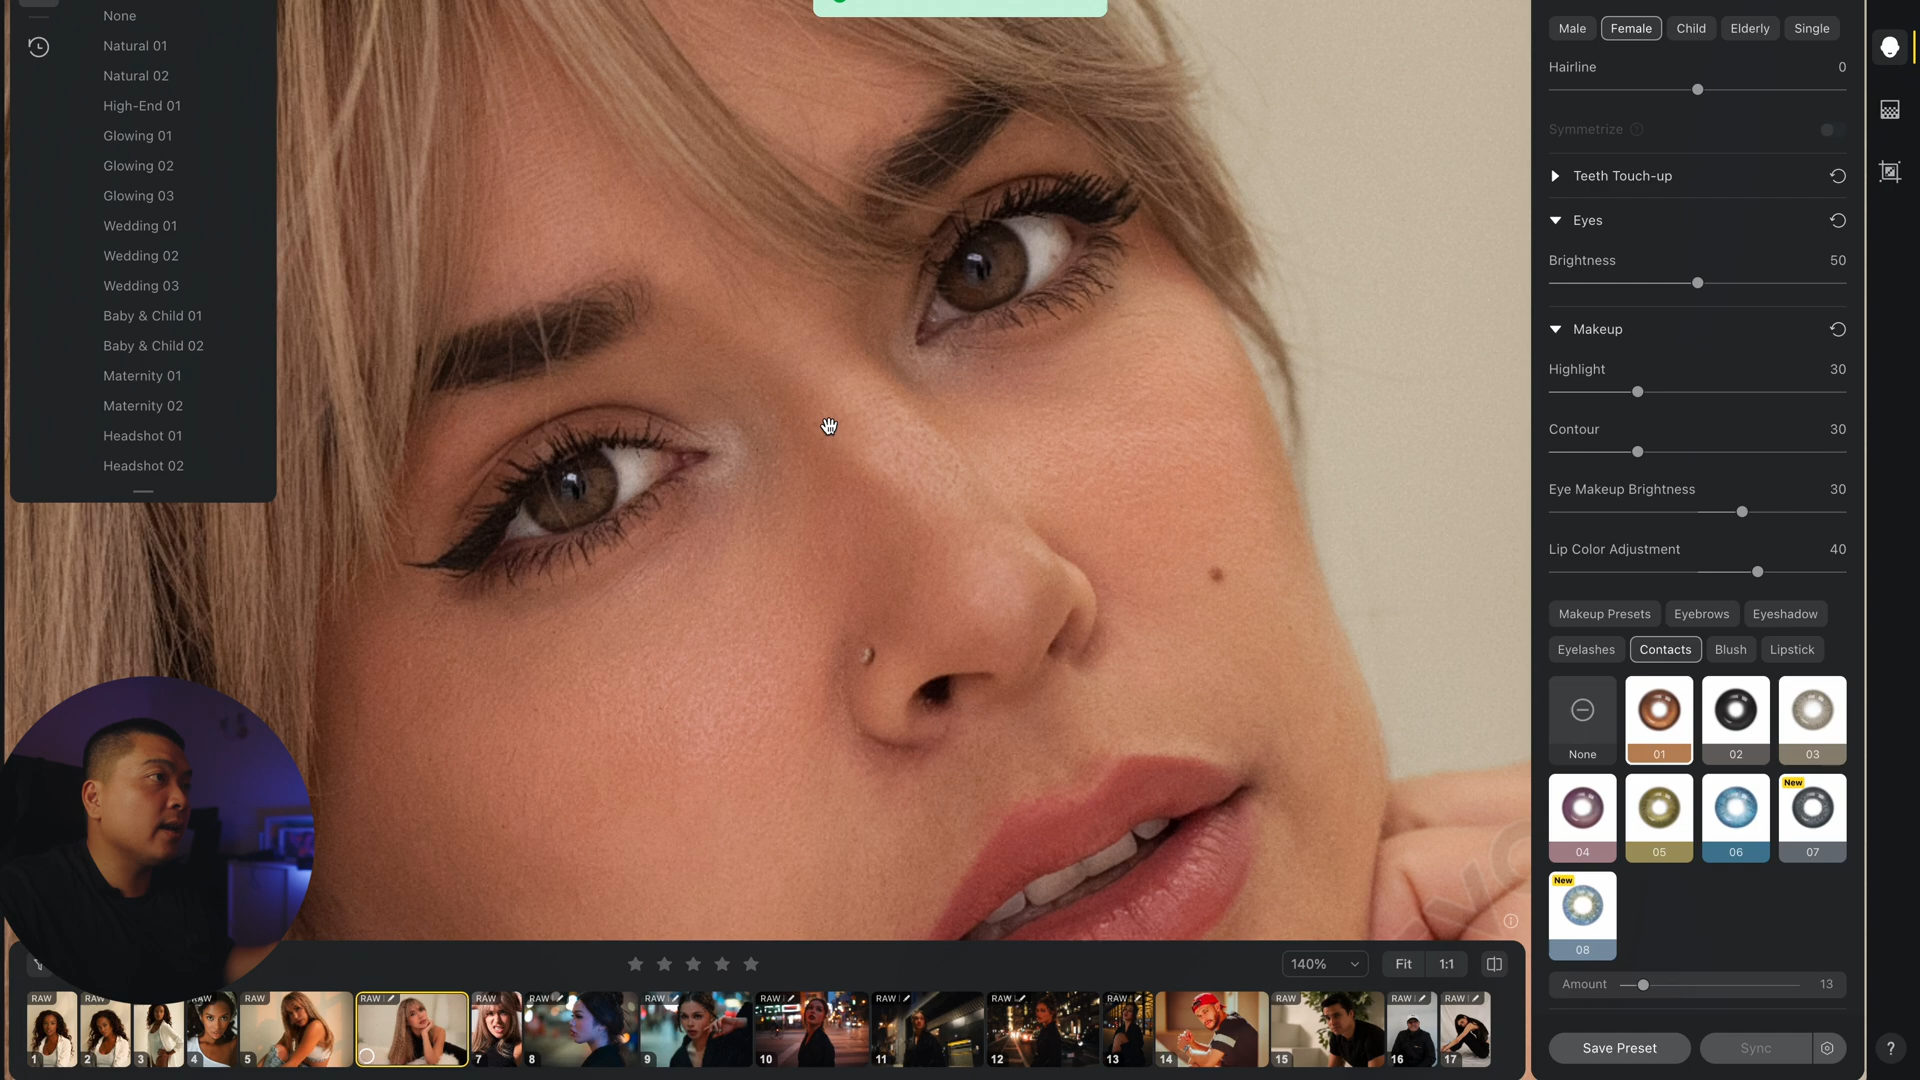 None
Natural 01
Natural 02
High-End 01
Glowing 01
Glowing 02
Glowing 03
Wedding 01
Wedding 02
Wedding 03
Baby & Child 01
Baby & Child 02
Maternity 01
Maternity 02
Headshot 01
Headshot 02
Male Female Child Elderly Single
Hairline 0
Symmetrize ?
Teeth Touch-up
Eyes
Brightness 50
Makeup
Highlight 30
Contour 30
Eye Makeup Brightness 30
Lip Color Adjustment 40
Makeup Presets Eyebrows Eyeshadow
Eyelashes Contacts Blush Lipstick
None 01 02 03
New
04 05 06 07
New
08
Amount 13
Save Preset Sync ?
140% Fit 1:1
RAW RAW RAW RAW RAW RAW RAW RAW RAW RAW RAW RAW RAW RAW RAW RAW
1 2 3 4 5 7 8 9 10 11 12 13 14 15 16 17